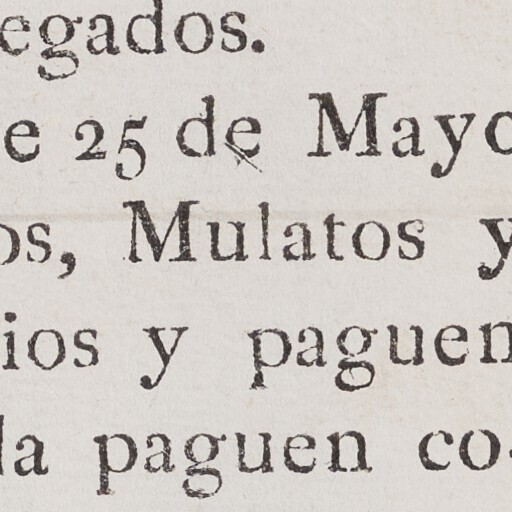 egados.
e 25 de Mayo
os, Mulatos y
ios y paguen
la paguen co-